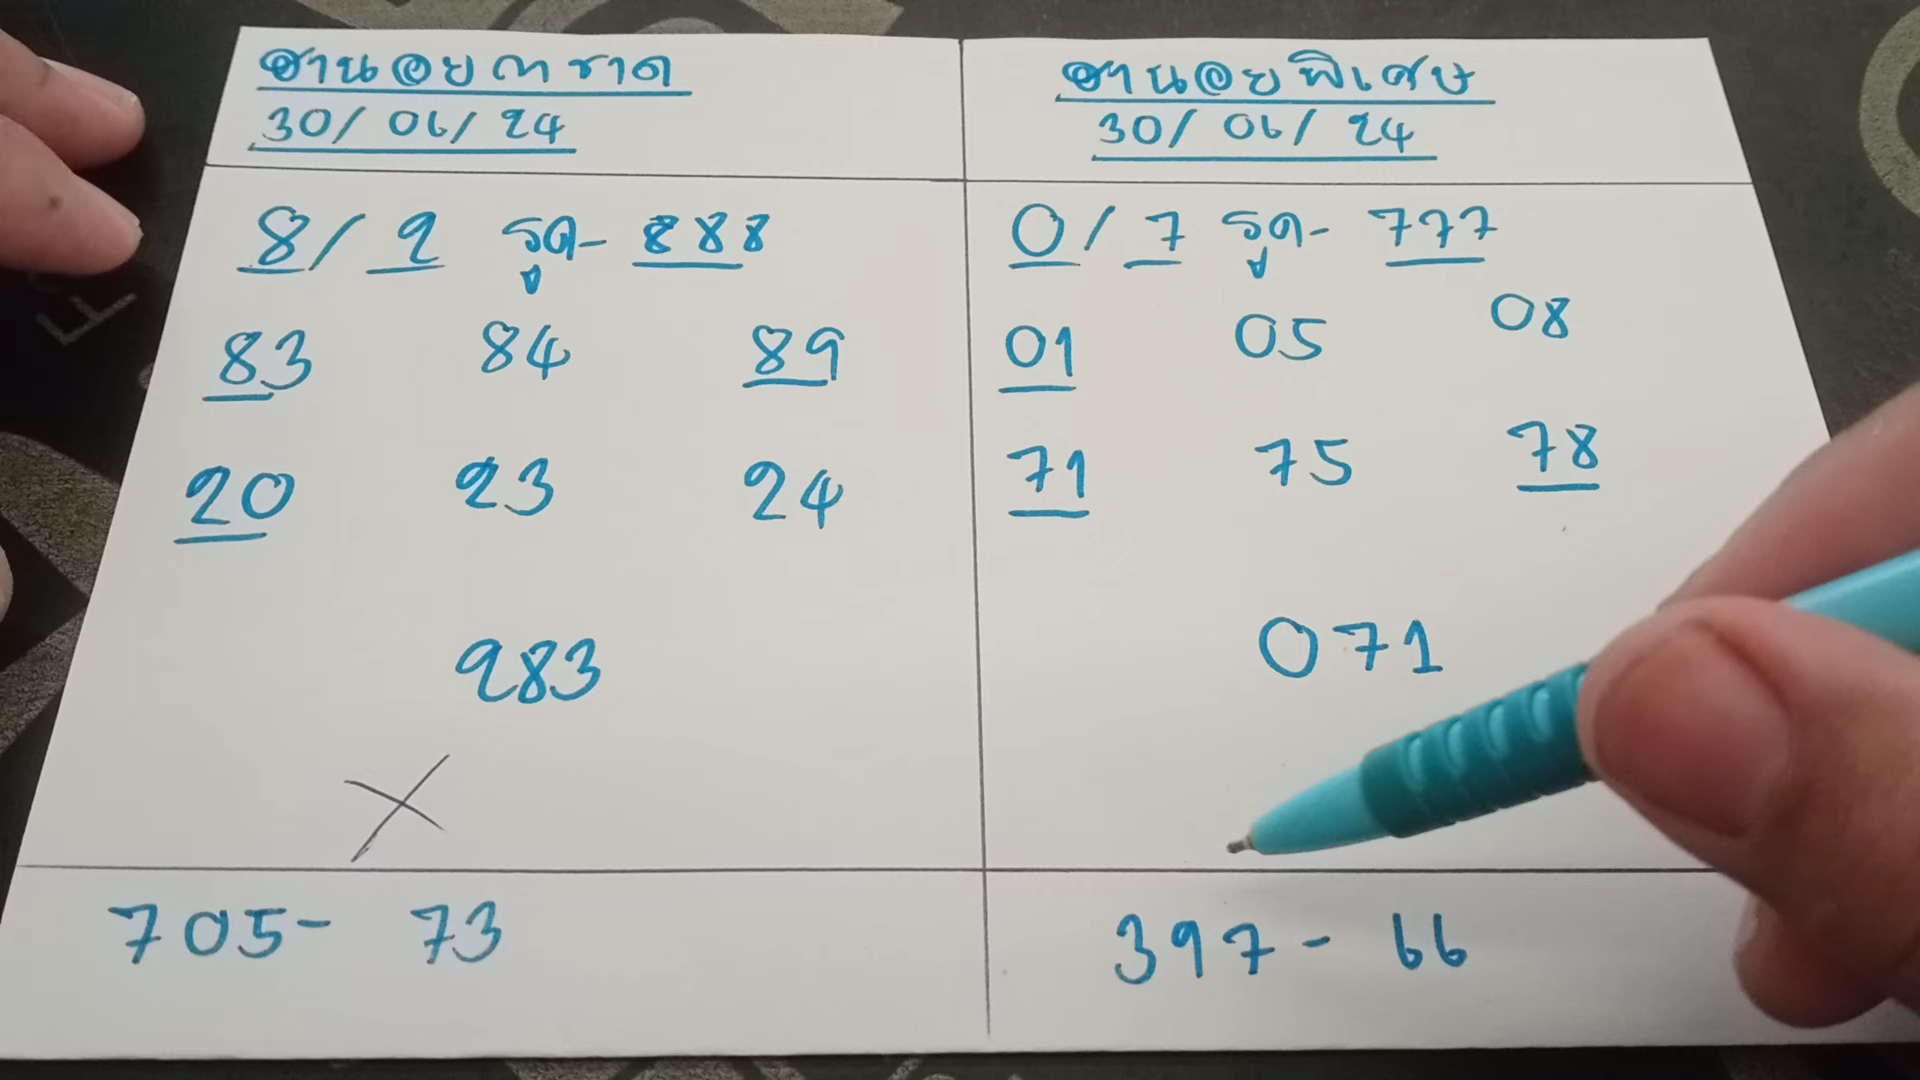 ฮานอยกาชาด
30/ 06/ 24
8/ 2 รูด- 888
83 84 89
20 23 24
283
705- 73
ฮานอยพิเศษ
30/ 06/ 24
0/ 7 รูด- 777
01 05 08
71 75 78
071
397- 66